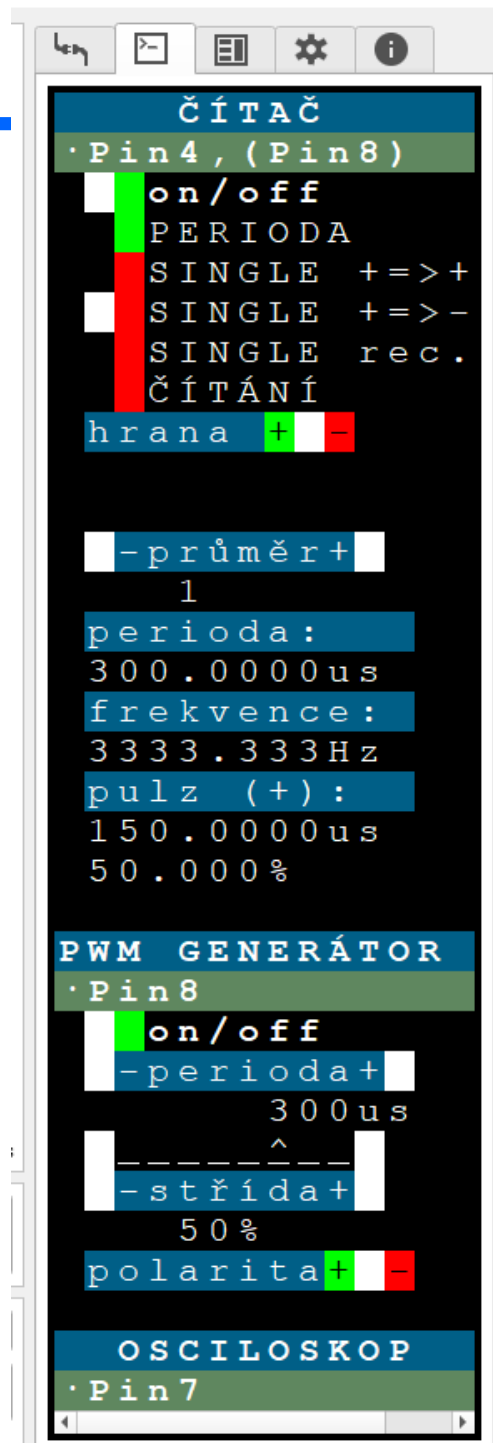 ČÍTAČ
·Pin4,(Pin8)
on/off
PERIODA
SINGLE +=>+
SINGLE +=>-
SINGLE rec.
ČÍTÁNÍ
hrana + -
-průměr+
1
perioda:
300.0000us
frekvence:
3333.333Hz
pulz (+):
150.0000us
50.000%
PWM GENERÁTOR
·Pin8
on/off
-perioda+
300us
________^
-střída+
50%
polarita+ -
OSCILOSKOP
·Pin7